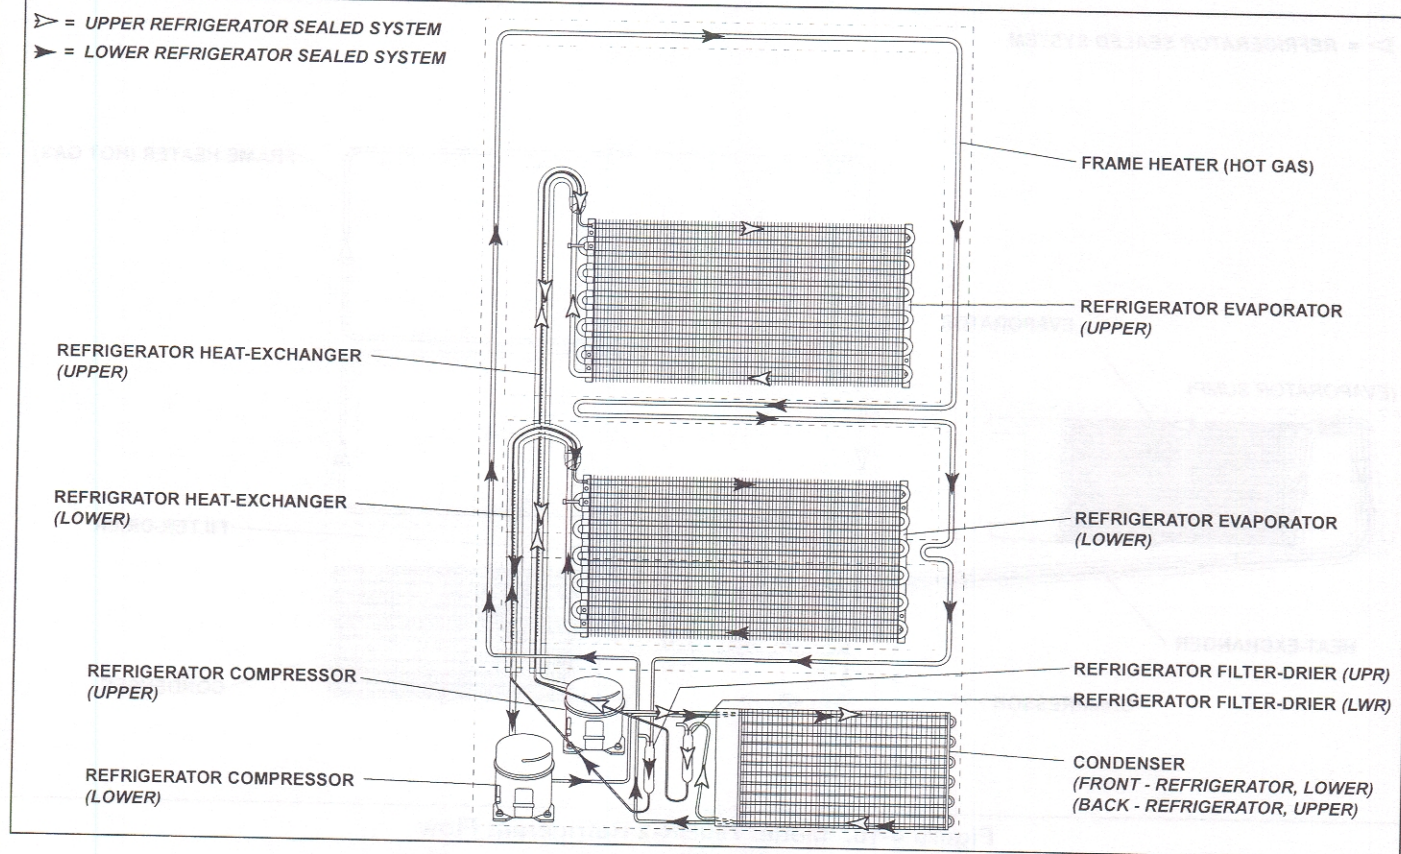 = UPPER REFRIGERATOR SEALED SYSTEM
= LOWER REFRIGERATOR SEALED SYSTEM
FRAME HEATER (HOT GAS)
REFRIGERATOR EVAPORATOR
(UPPER)
REFRIGERATOR HEAT-EXCHANGER
(UPPER)
REFRIGRATOR HEAT-EXCHANGER
(LOWER)
REFRIGERATOR EVAPORATOR
(LOWER)
REFRIGERATOR COMPRESSOR
(UPPER)
REFRIGERATOR FILTER-DRIER (UPR)
REFRIGERATOR FILTER-DRIER (LWR)
REFRIGERATOR COMPRESSOR
(LOWER)
CONDENSER
(FRONT - REFRIGERATOR, LOWER)
(BACK - REFRIGERATOR, UPPER)